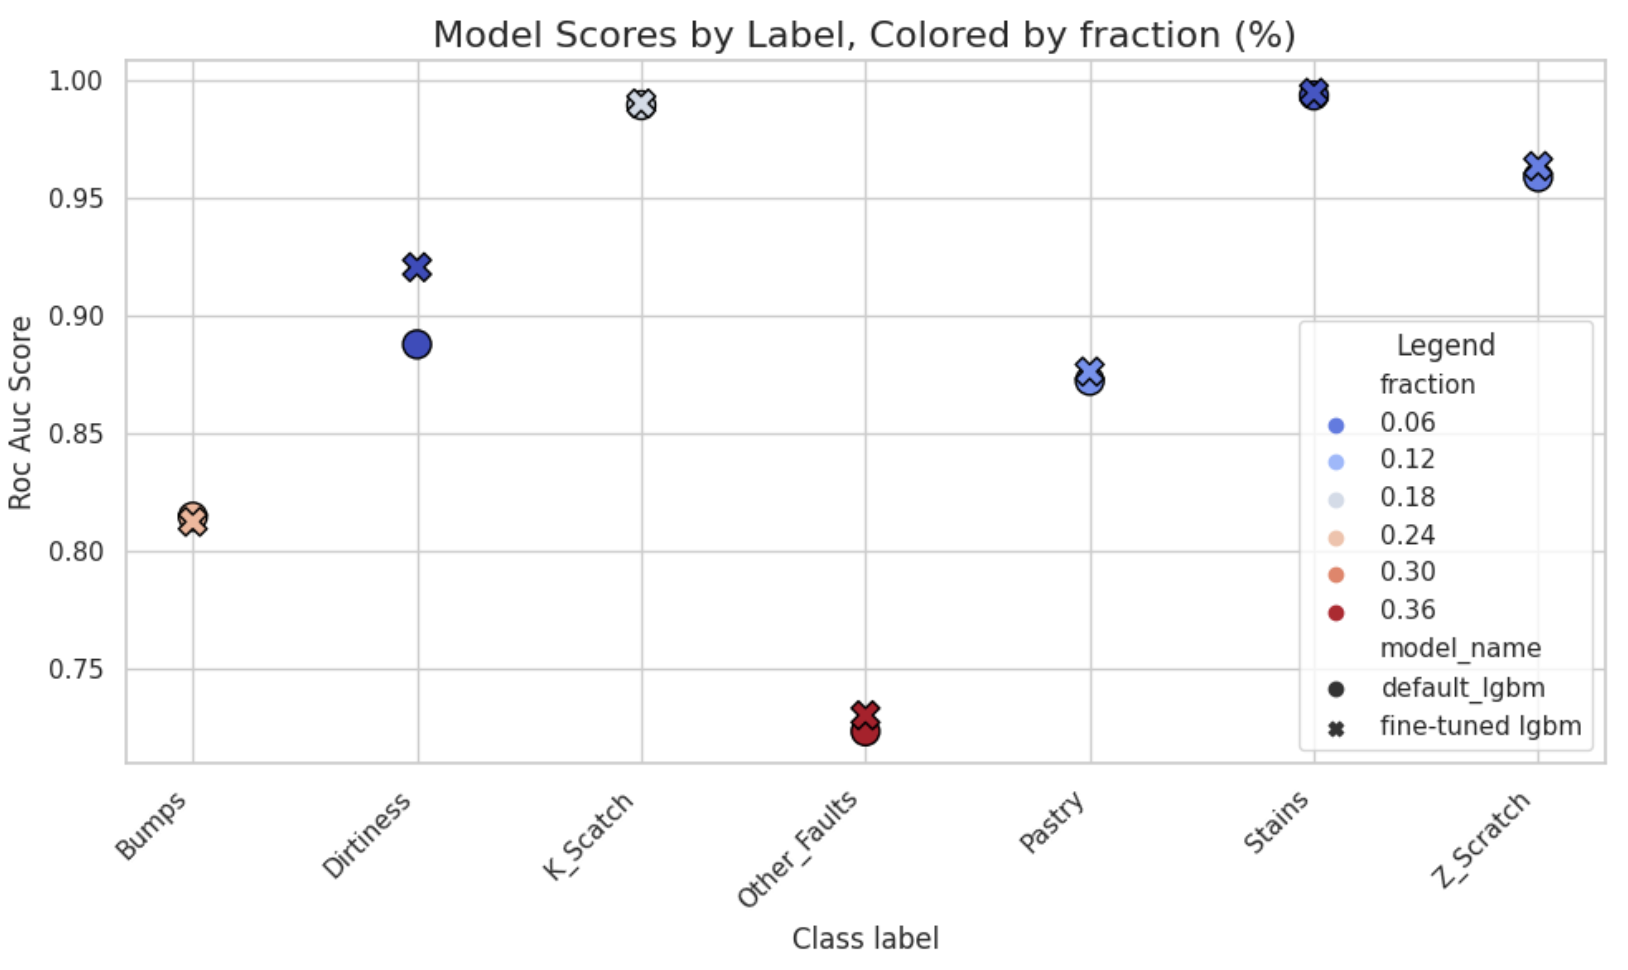 Model Scores by Label, Colored by fraction (%)
Roc Auc Score
1.00
0.95
0.90
0.85
0.80
0.75
Legend
fraction
0.06
0.12
0.18
0.24
0.30
0.36
model_name
default_lgbm
fine-tuned lgbm
Bumps
Dirtiness
K_Scatch
Other_Faults
Pastry
Stains
Z_Scratch
Class label